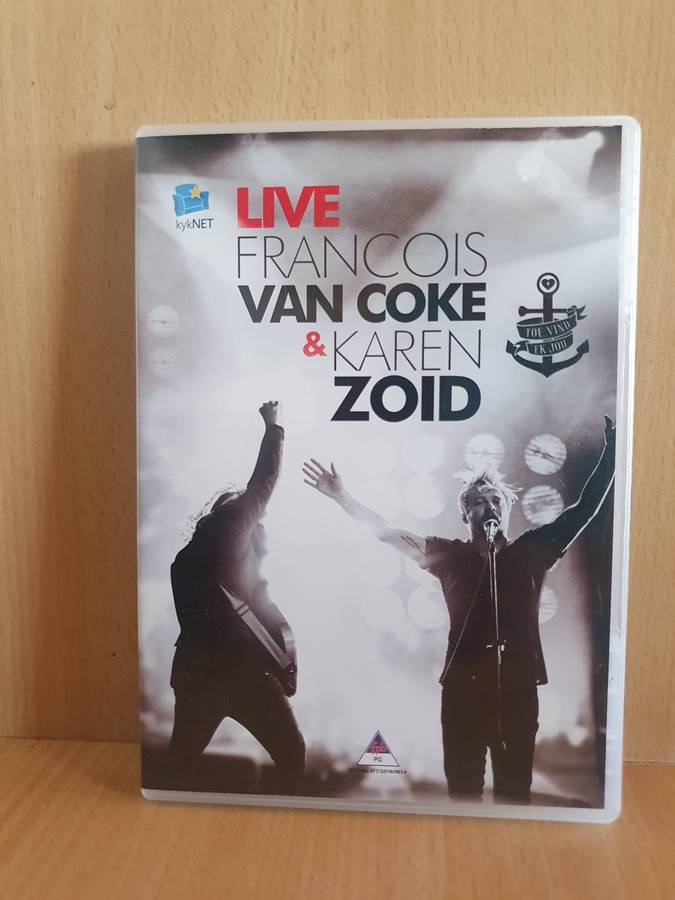 LIVE
kykNET
FRANCOIS
VAN COKE
& KAREN
ZOID
TOE VIND
EK JOU
PG